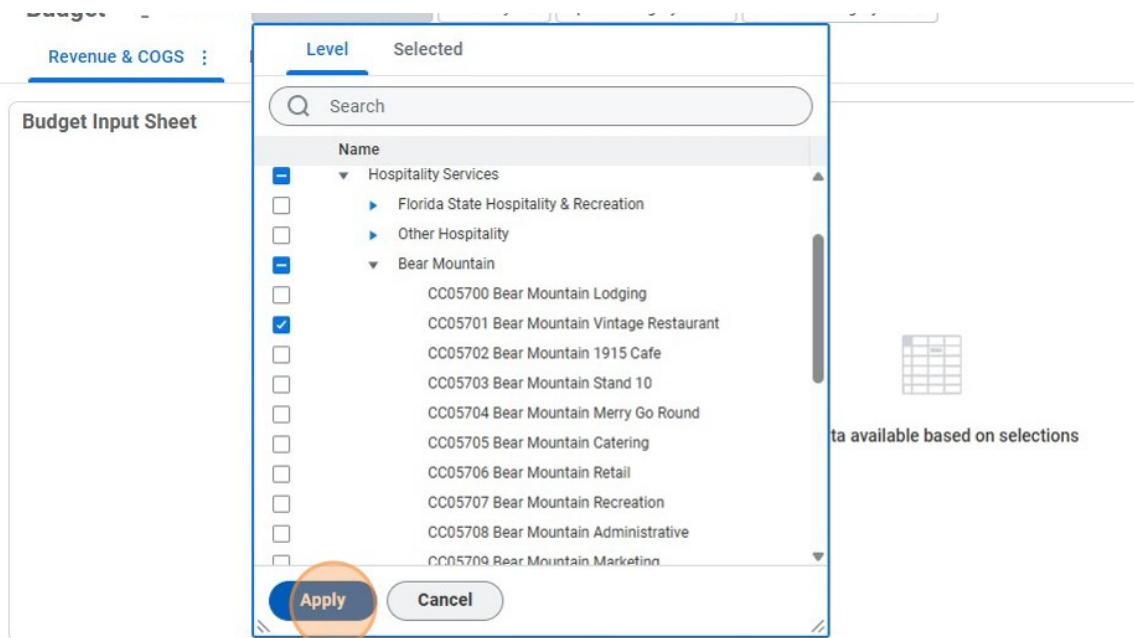 Budget
Level
Selected
Revenue & COGS
Search
Budget Input Sheet
Name
Hospitality Services
Florida State Hospitality & Recreation
Other Hospitality
Bear Mountain
CC05700 Bear Mountain Lodging
CC05701 Bear Mountain Vintage Restaurant
CC05702 Bear Mountain 1915 Cafe
CC05703 Bear Mountain Stand 10
CC05704 Bear Mountain Merry Go Round
CC05705 Bear Mountain Catering
ta available based on selections
CC05706 Bear Mountain Retail
CC05707 Bear Mountain Recreation
CC05708 Bear Mountain Administrative
CC05709 Bear Mountain Marketing
Apply
Cancel